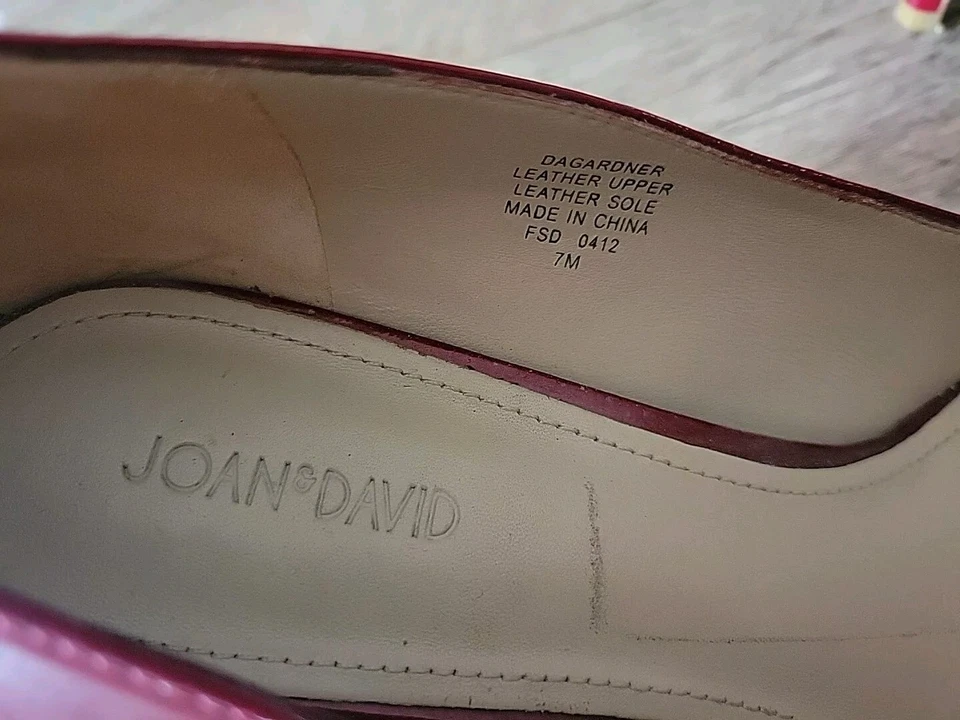 DAGARDNER
LEATHER UPPER
LEATHER SOLE
MADE IN CHINA
FSD 0412
7M
JOAN & DAVID